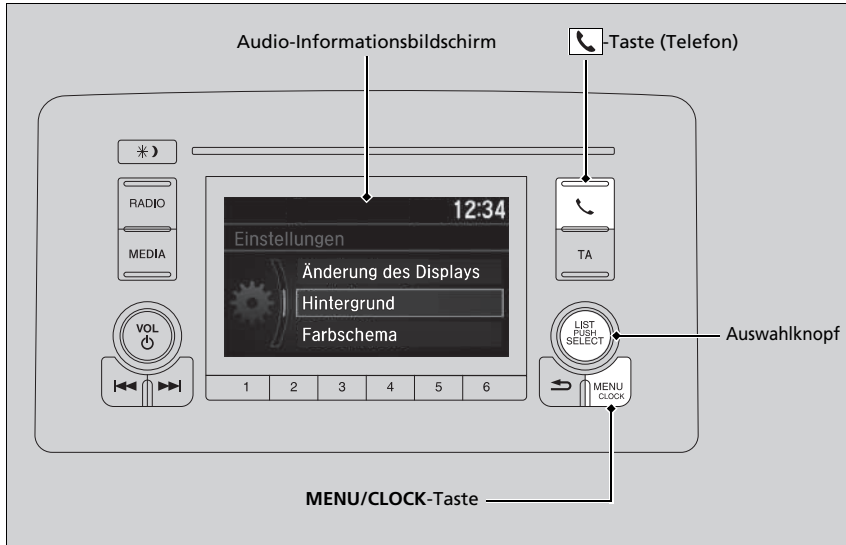 Audio-Informationsbildschirm
-Taste (Telefon)
RADIO
12:34
Einstellungen
MEDIA
Änderung des Displays
TA
Hintergrund
VOL
LIST
PUSH
SELECT
Auswahlknopf
Farbschema
1 2 3 4 5 6
MENU
CLOCK
MENU/CLOCK-Taste